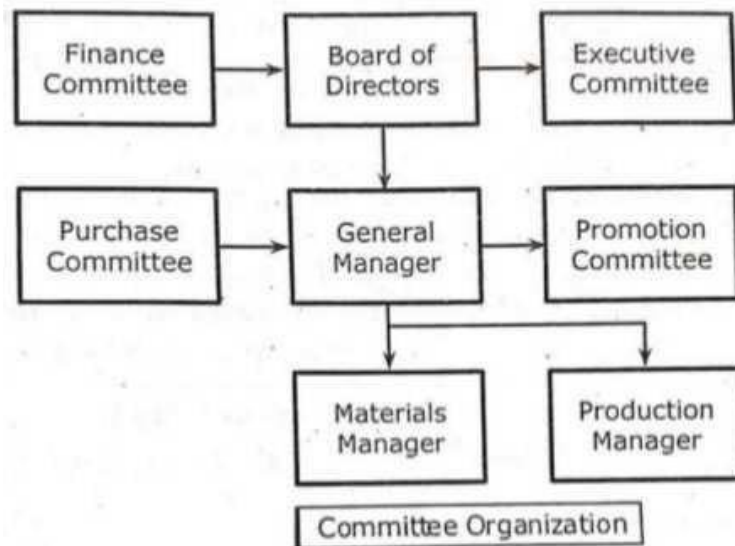 Finance
Committee
Board of
Directors
Executive
Committee
Purchase
Committee
General
Manager
Promotion
Committee
Materials
Manager
Production
Manager
Committee Organization